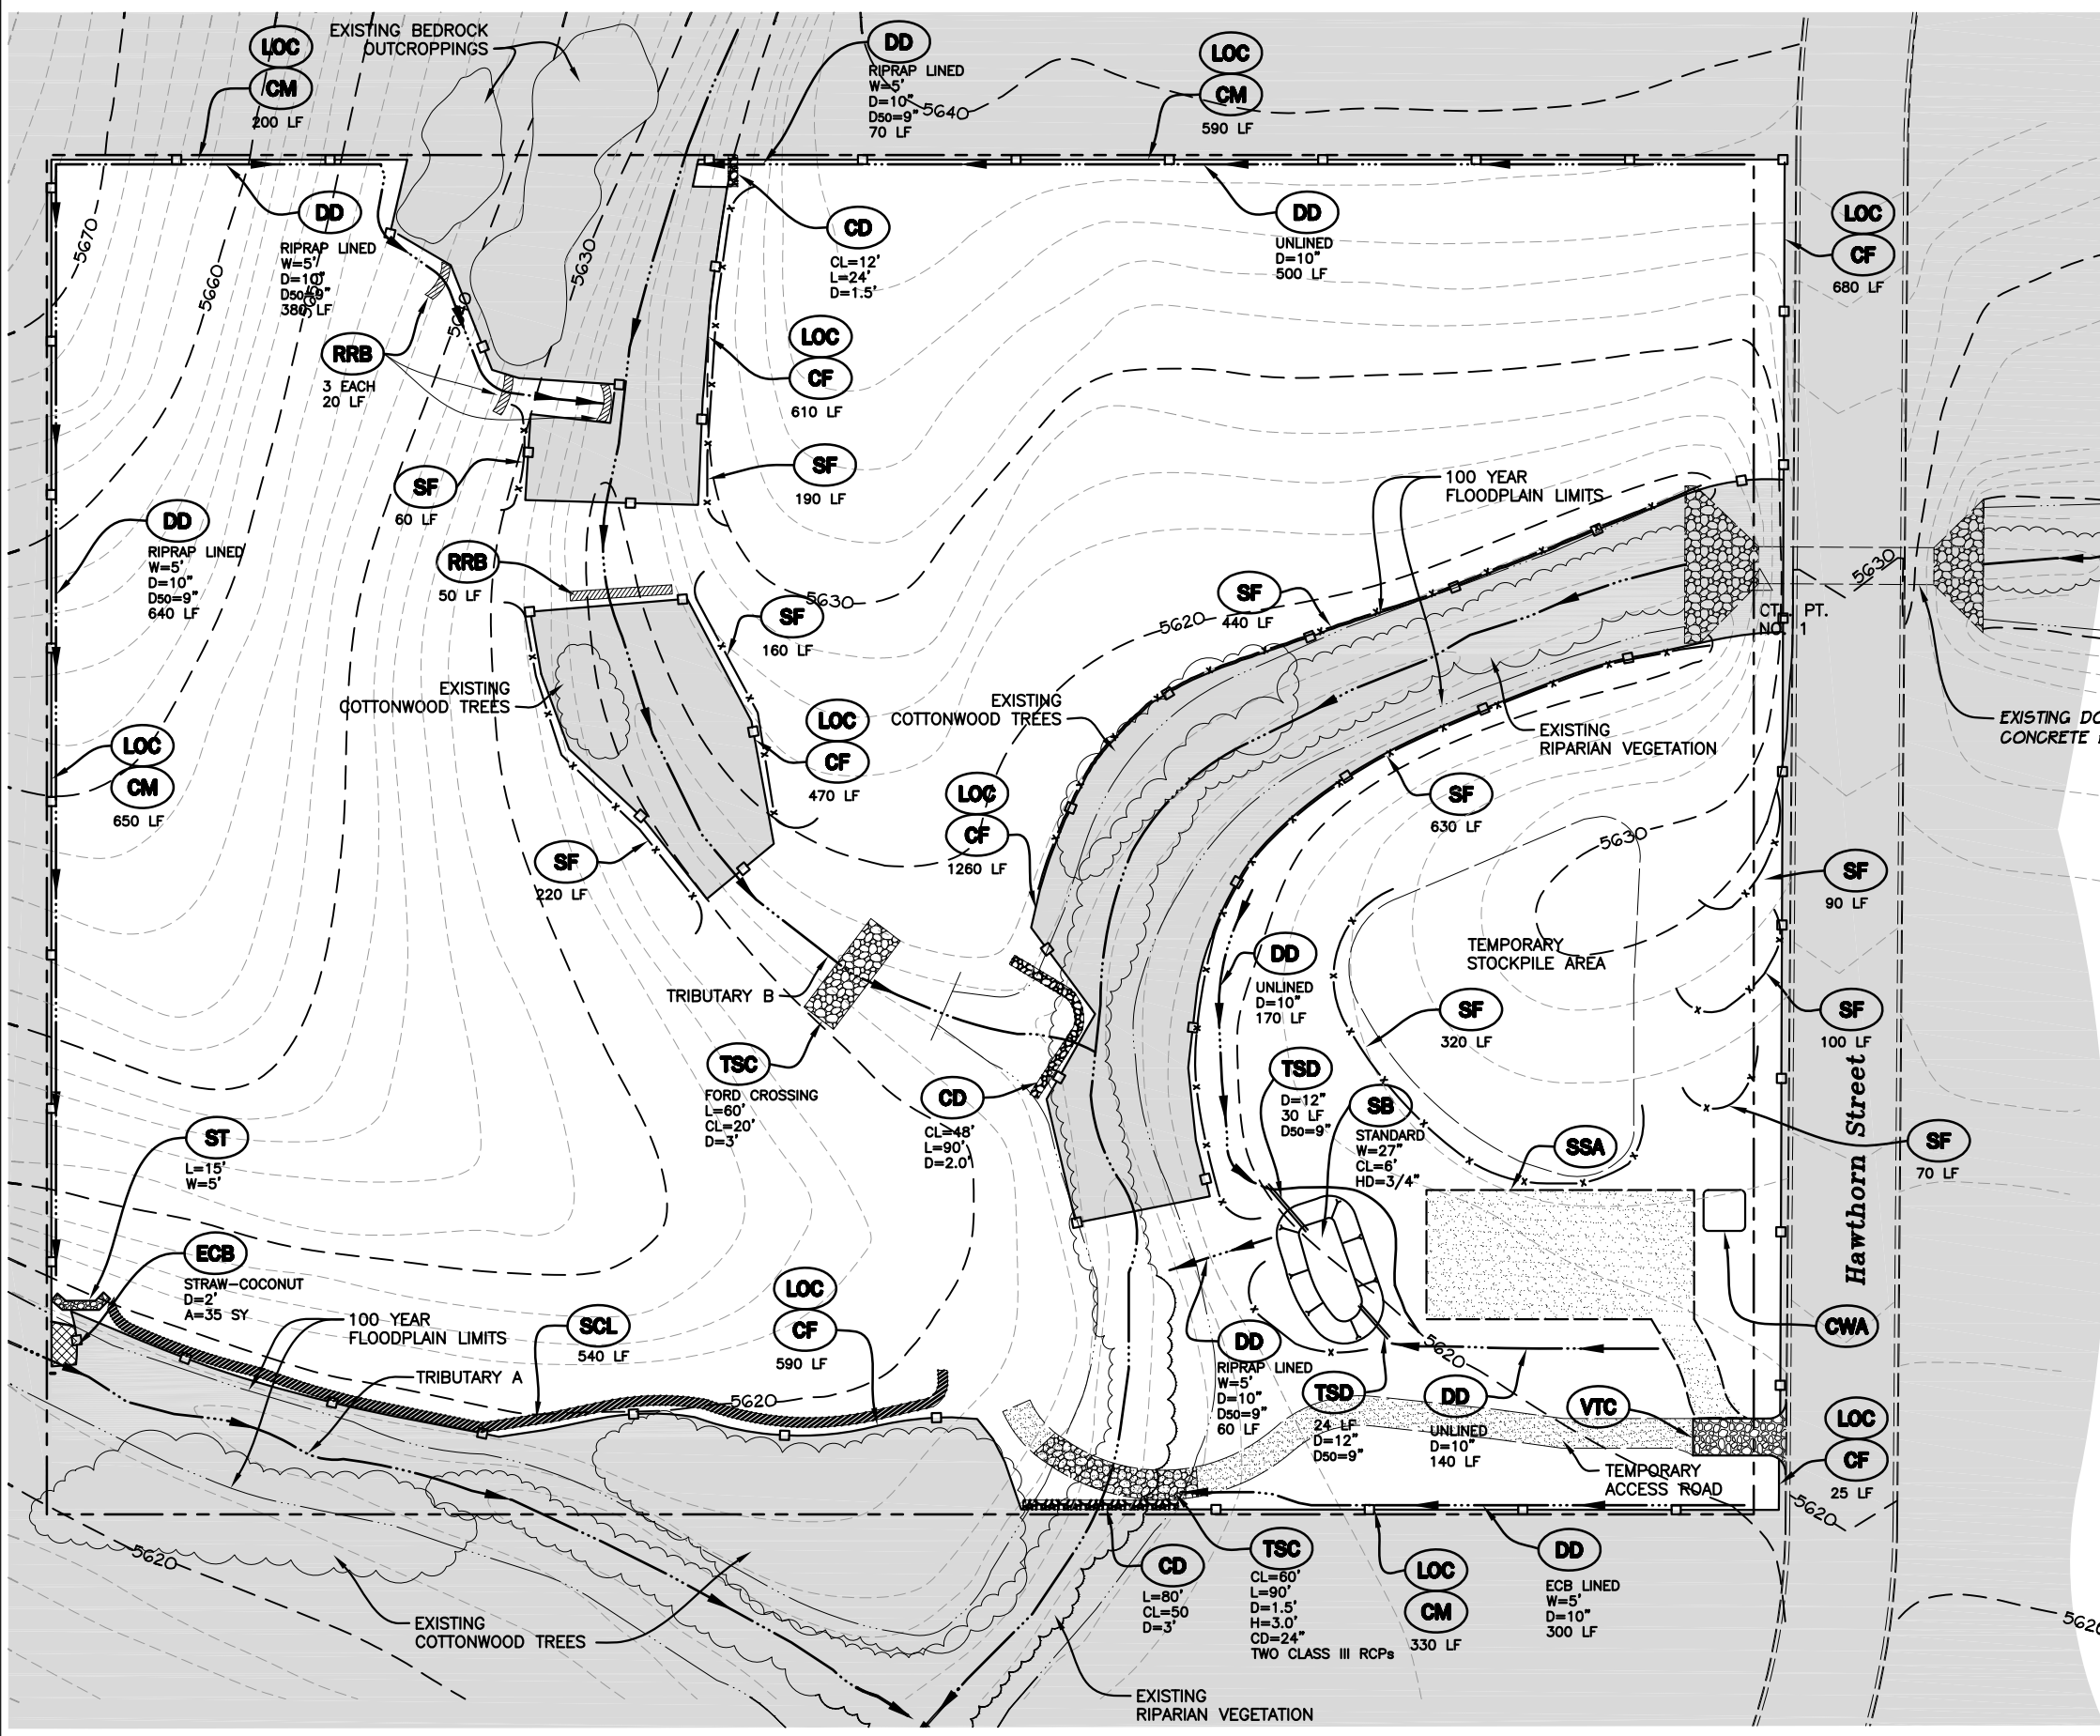 LOC
CM
200 LF
EXISTING BEDROCK
OUTCROPPINGS
DD
RIPRAP LINED
W=5'
D=10"
D50=9"
70 LF
5640
LOC
CM
590 LF
DD
RIPRAP LINED
W=5'
D=10"
D50=9"
380 LF
5670
5660
5630
CD
CL=12'
L=24'
D=1.5'
DD
UNLINED
D=10"
500 LF
LOC
CF
680 LF
RRB
3 EACH
20 LF
LOC
CF
610 LF
SF
60 LF
SF
190 LF
100 YEAR
FLOODPLAIN LIMITS
DD
RIPRAP LINED
W=5'
D=10"
D50=9"
640 LF
RRB
50 LF
5630
SF
160 LF
5620
SF
440 LF
CT. PT.
NO. 1
5630
EXISTING
COTTONWOOD TREES
LOC
CF
470 LF
EXISTING
COTTONWOOD TREES
EXISTING
RIPARIAN VEGETATION
EXISTING
CONCRETE
LOC
CM
650 LF
LOC
CF
1260 LF
SF
630 LF
5630
SF
220 LF
SF
90 LF
TEMPORARY
STOCKPILE AREA
DD
UNLINED
D=10"
170 LF
TRIBUTARY B
SF
320 LF
SF
100 LF
TSC
FORD CROSSING
L=60'
CL=20'
D=3'
CD
CL=48'
L=90'
D=2.0'
TSD
D=12"
30 LF
D50=9"
SB
STANDARD
W=27"
CL=6'
HD=3/4"
SSA
SF
70 LF
Hawthorn Street
ST
L=15'
W=5'
ECB
STRAW-COCONUT
D=2'
A=35 SY
100 YEAR
FLOODPLAIN LIMITS
TRIBUTARY A
SCL
540 LF
LOC
CF
590 LF
5620
DD
RIPRAP LINED
W=5'
D=10"
D50=9"
60 LF
5620
TSD
24 LF
D=12"
D50=9"
DD
UNLINED
D=10"
140 LF
VTC
CWA
LOC
CF
25 LF
TEMPORARY
ACCESS ROAD
5620
5620
EXISTING
COTTONWOOD TREES
CD
L=80'
CL=50
D=3'
TSC
CL=60'
L=90'
D=1.5'
H=3.0'
CD=24"
TWO CLASS III RCPs
LOC
CM
330 LF
DD
ECB LINED
W=5'
D=10"
300 LF
5620
EXISTING
RIPARIAN VEGETATION